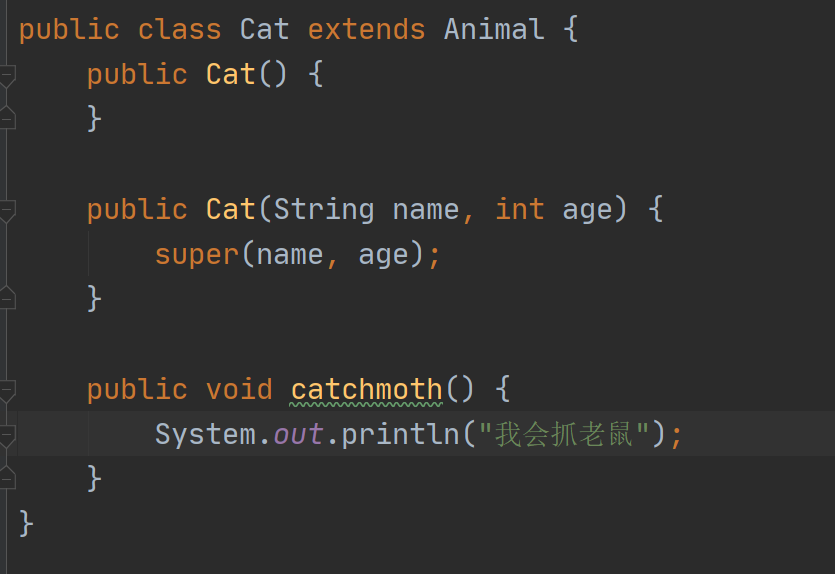 public class Cat extends Animal {
public Cat() {
}
public Cat(String name, int age) {
super(name, age);
}
public void catchmoth() {
System.out.println("我会抓老鼠");
}
}